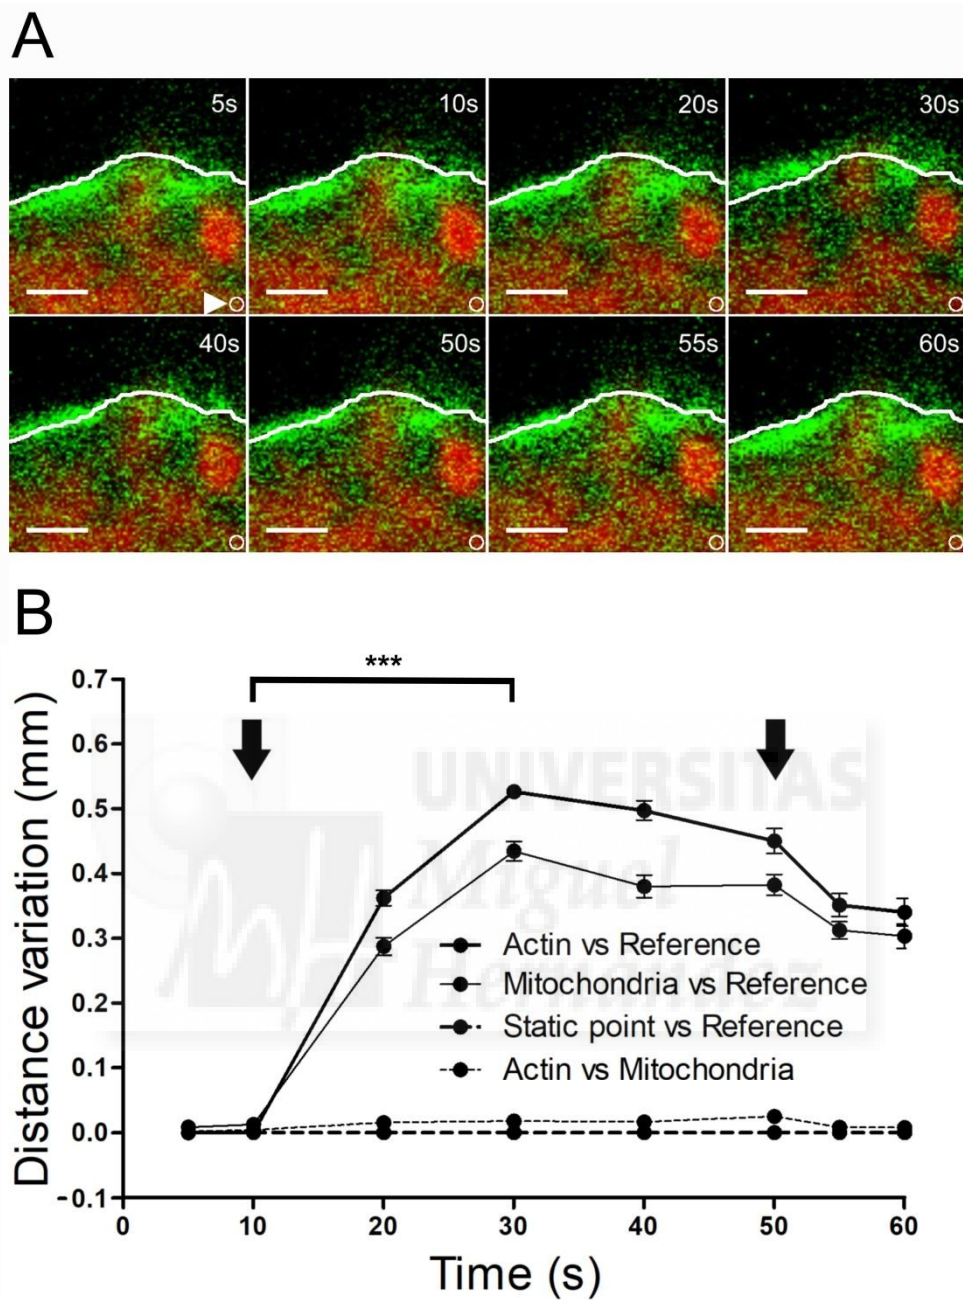 A
5s
10s
20s
30s
40s
50s
55s
60s
B
***
0.7
0.6
0.5
0.4
0.3
0.2
0.1
0.0
-0.1
Distance variation (mm)
UNIVERSITAS
Miguel
Hernández
Actin vs Reference
Mitochondria vs Reference
Static point vs Reference
Actin vs Mitochondria
0 10 20 30 40 50 60
Time (s)